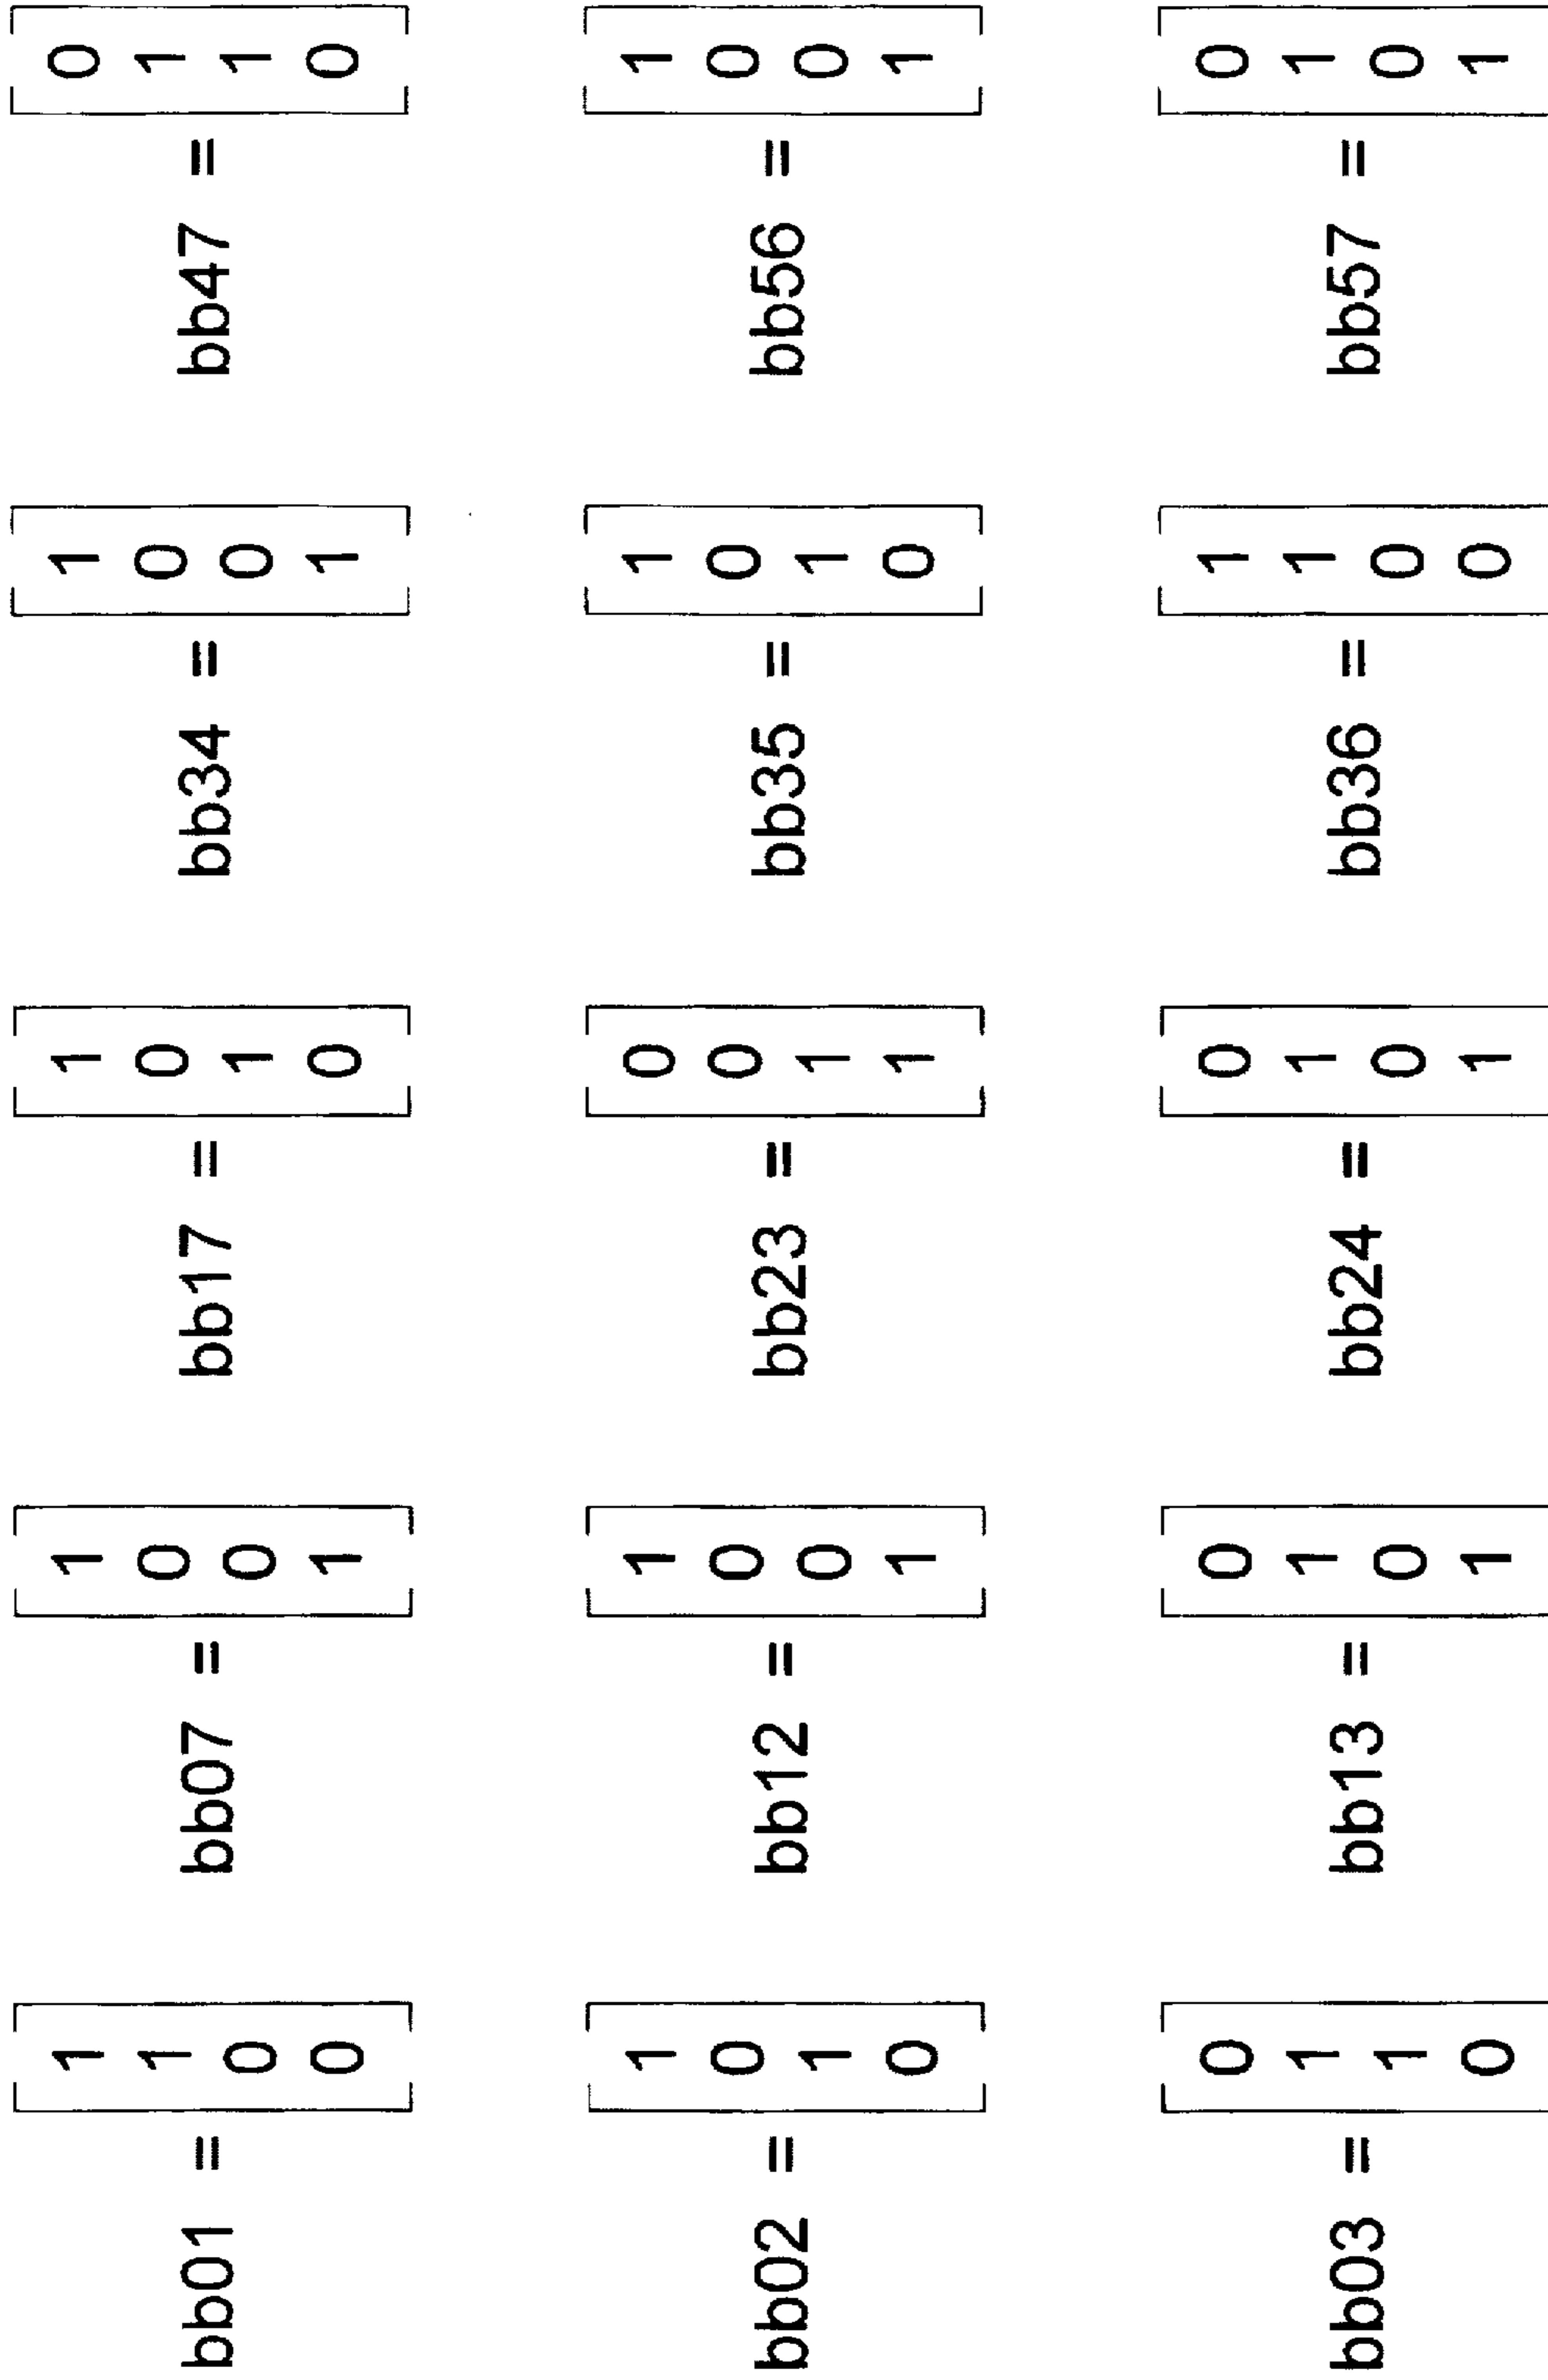 bb01 = 1 1 0 0
bb07 = 1 0 0 1
bb17 = 1 0 1 0
bb34 = 1 0 0 1
bb47 = 0 1 1 0
bb02 = 1 0 1 0
bb12 = 1 0 0 1
bb23 = 0 0 1 1
bb35 = 1 0 1 0
bb56 = 1 0 0 1
bb03 = 0 1 1 0
bb13 = 0 1 0 1
bb24 = 0 1 0 1
bb36 = 1 1 0 0
bb57 = 0 1 0 1